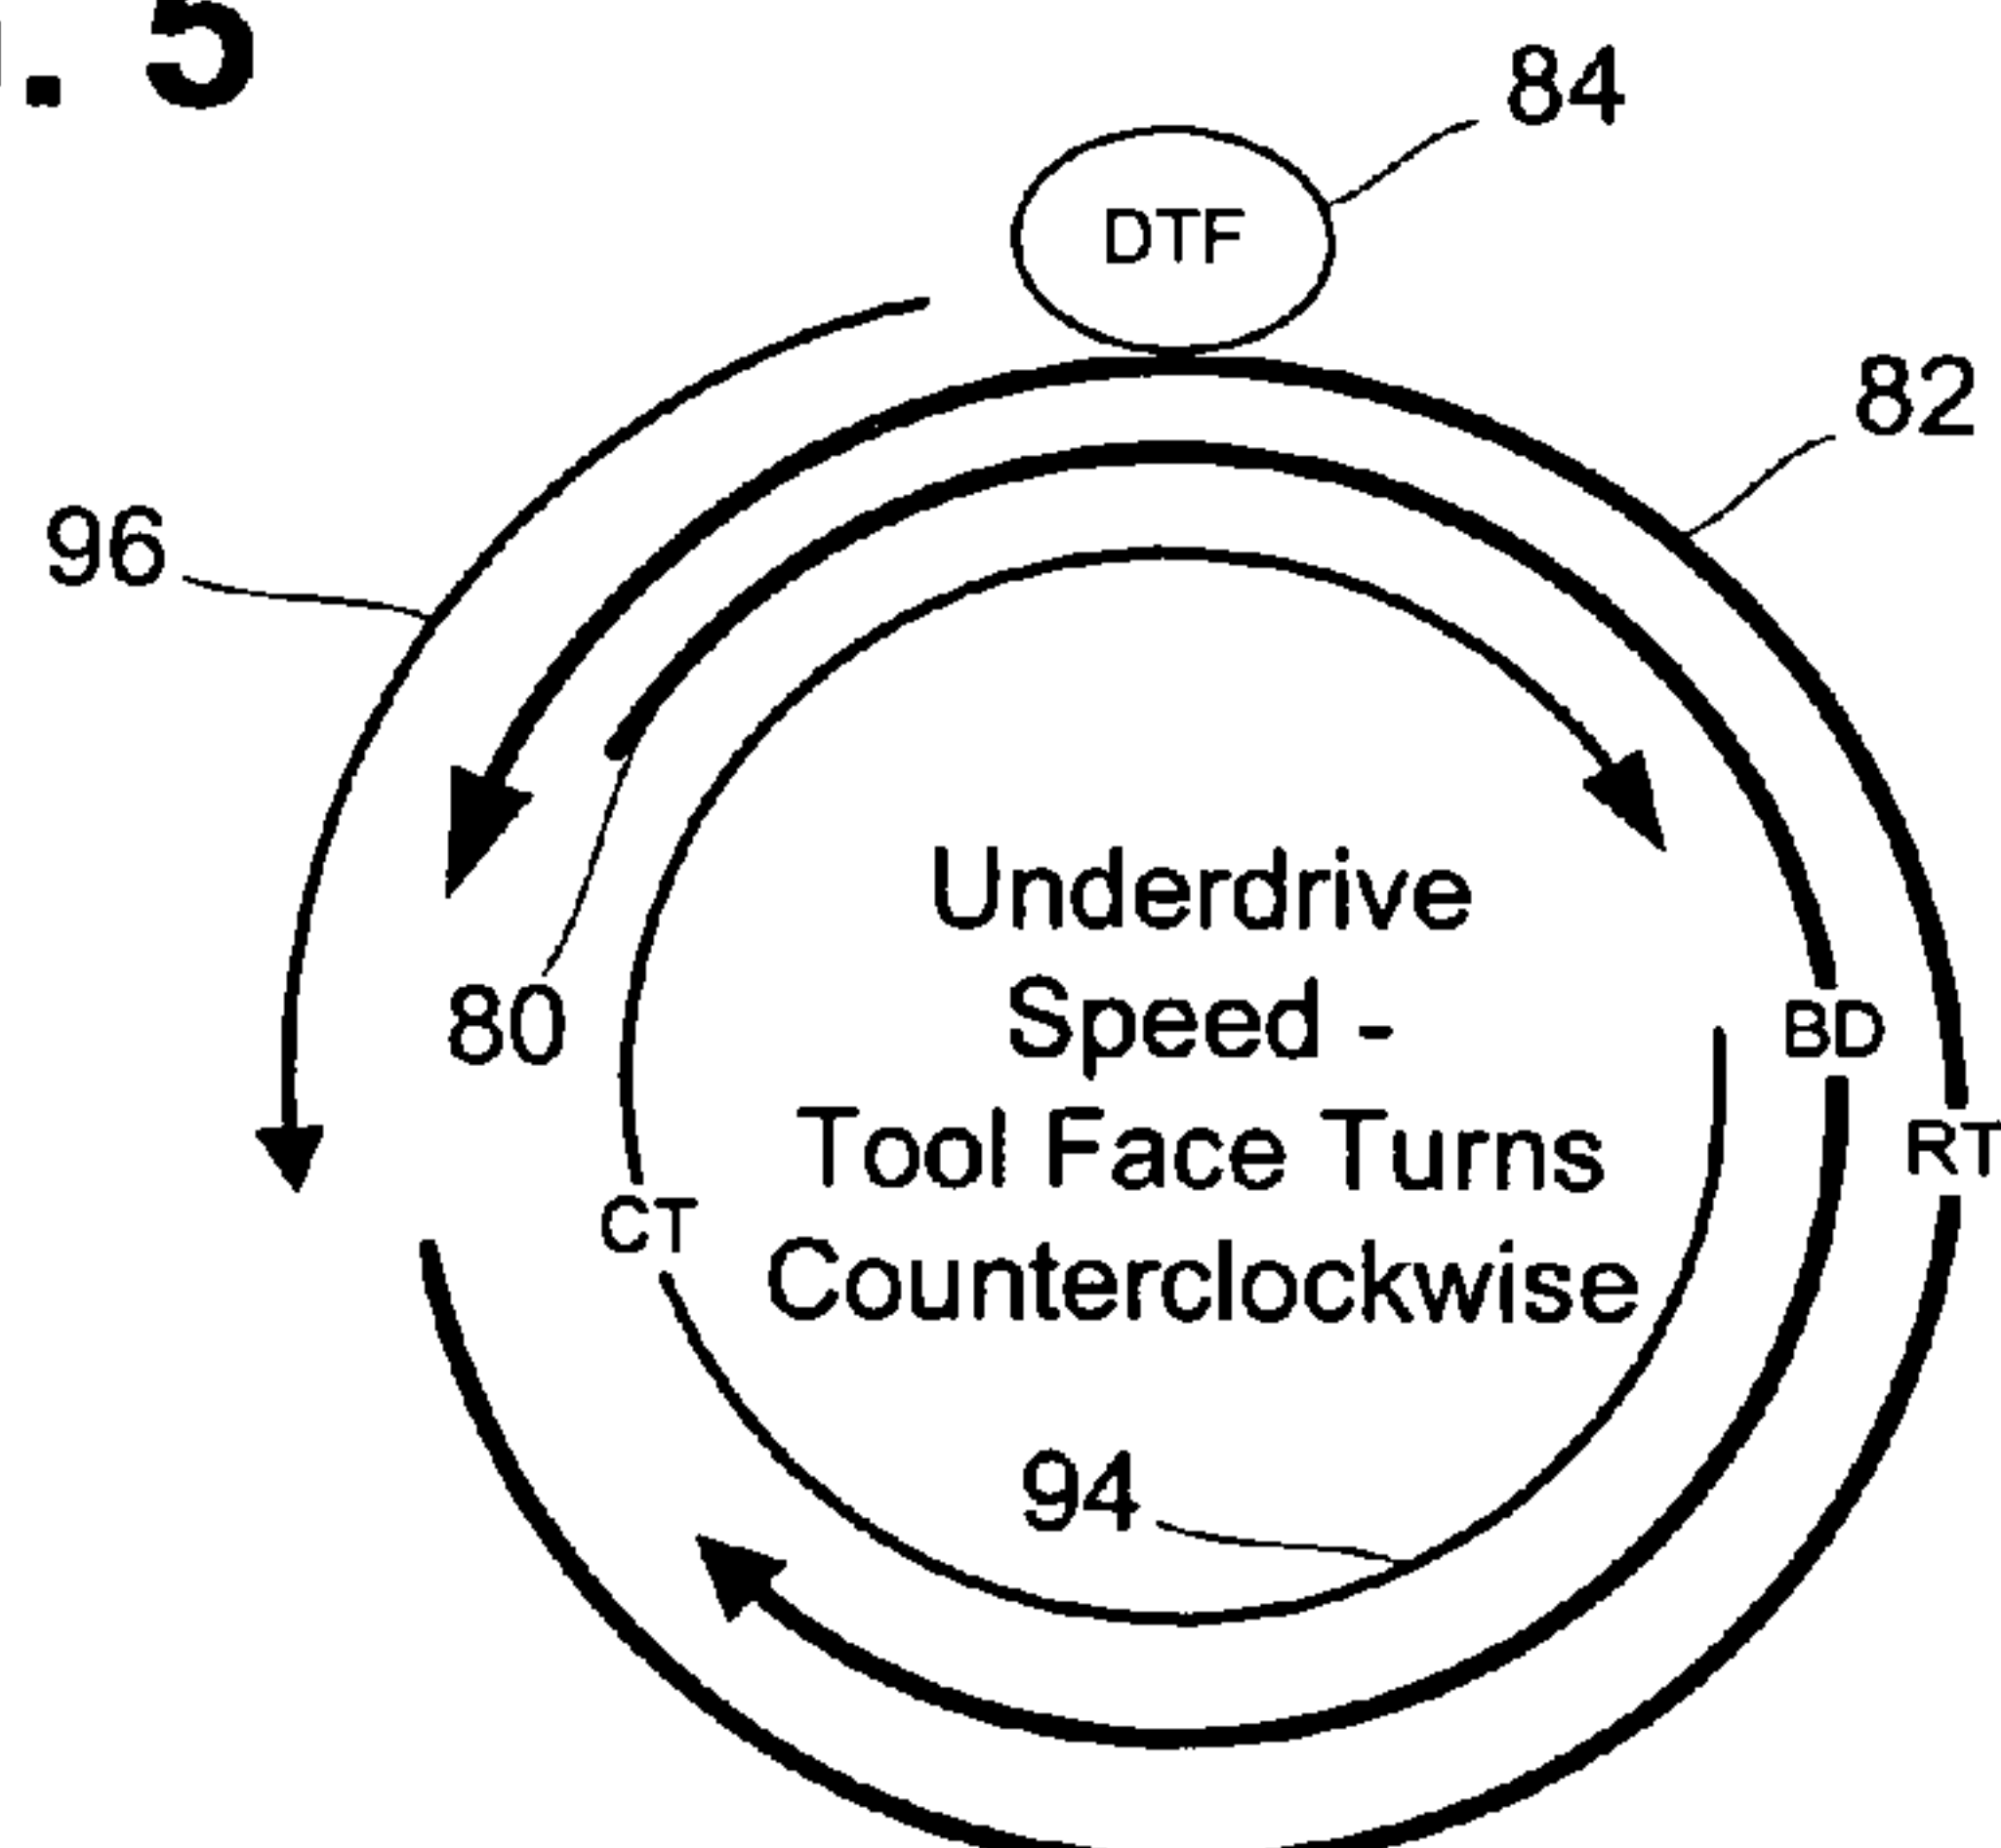 . 5
84
DTF
82
96
Underdrive
Speed -
Tool Face Turns
Counterclockwise
80
BD
RT
CT
94